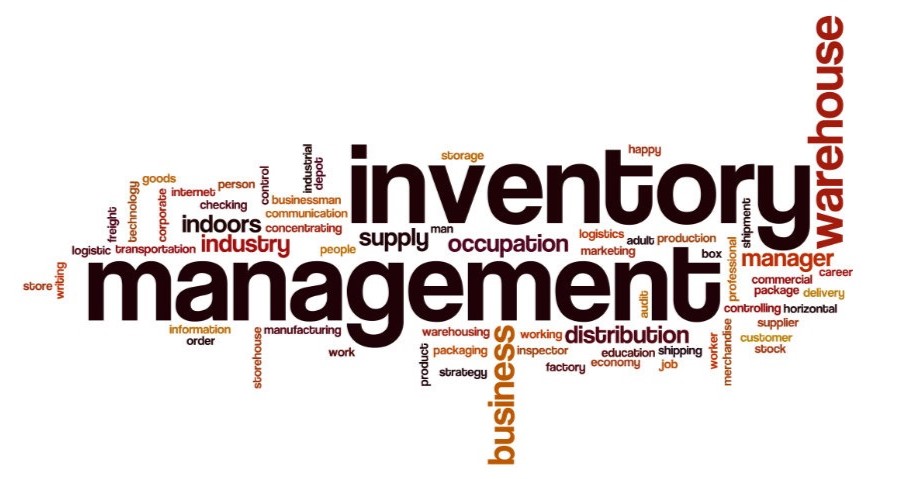 warehouse
inventory
management
storage
happy
industrial
depot
control
goods
person
internet
corporate
technology
freight
checking
businessman
communication
indoors
concentrating
industry
logistic
transportation
people
supply
man
occupation
logistics
adult
production
marketing
box
shipment
professional
manager
career
commercial
package
delivery
store
writing
audit
controlling
horizontal
supplier
information
order
storehouse
manufacturing
work
warehousing
working
distribution
product
packaging
business
inspector
education
shipping
worker
merchandise
customer
stock
strategy
factory
economy
job